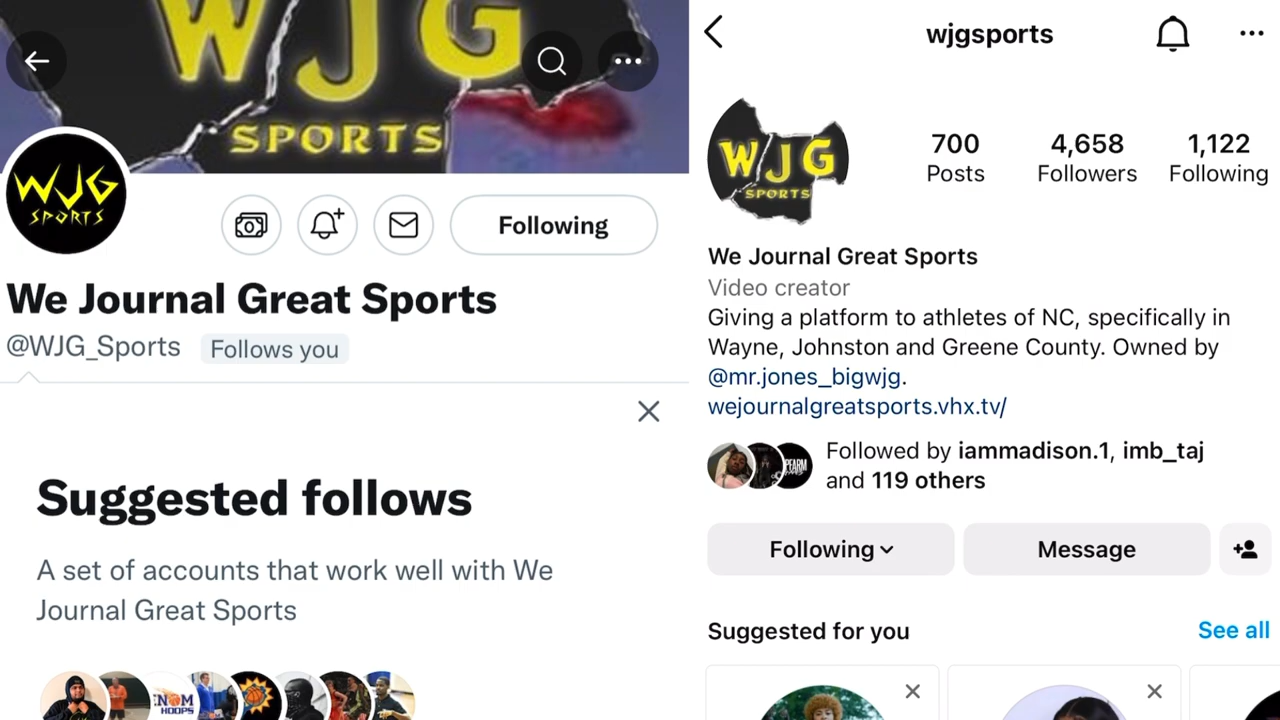 WJG
SPORTS
WJG
SPORTS
Following
We Journal Great Sports
@WJG_Sports Follows you
Suggested follows
A set of accounts that work well with We
Journal Great Sports
HOOPS
wjgsports
WJG
SPORTS
700 4,658 1,122
Posts Followers Following
We Journal Great Sports
Video creator
Giving a platform to athletes of NC, specifically in
Wayne, Johnston and Greene County. Owned by
@mr.jones_bigwjg.
wejournalgreatsports.vhx.tv/
Followed by iammadison.1, imb_taj
and 119 others
Following Message
Suggested for you See all